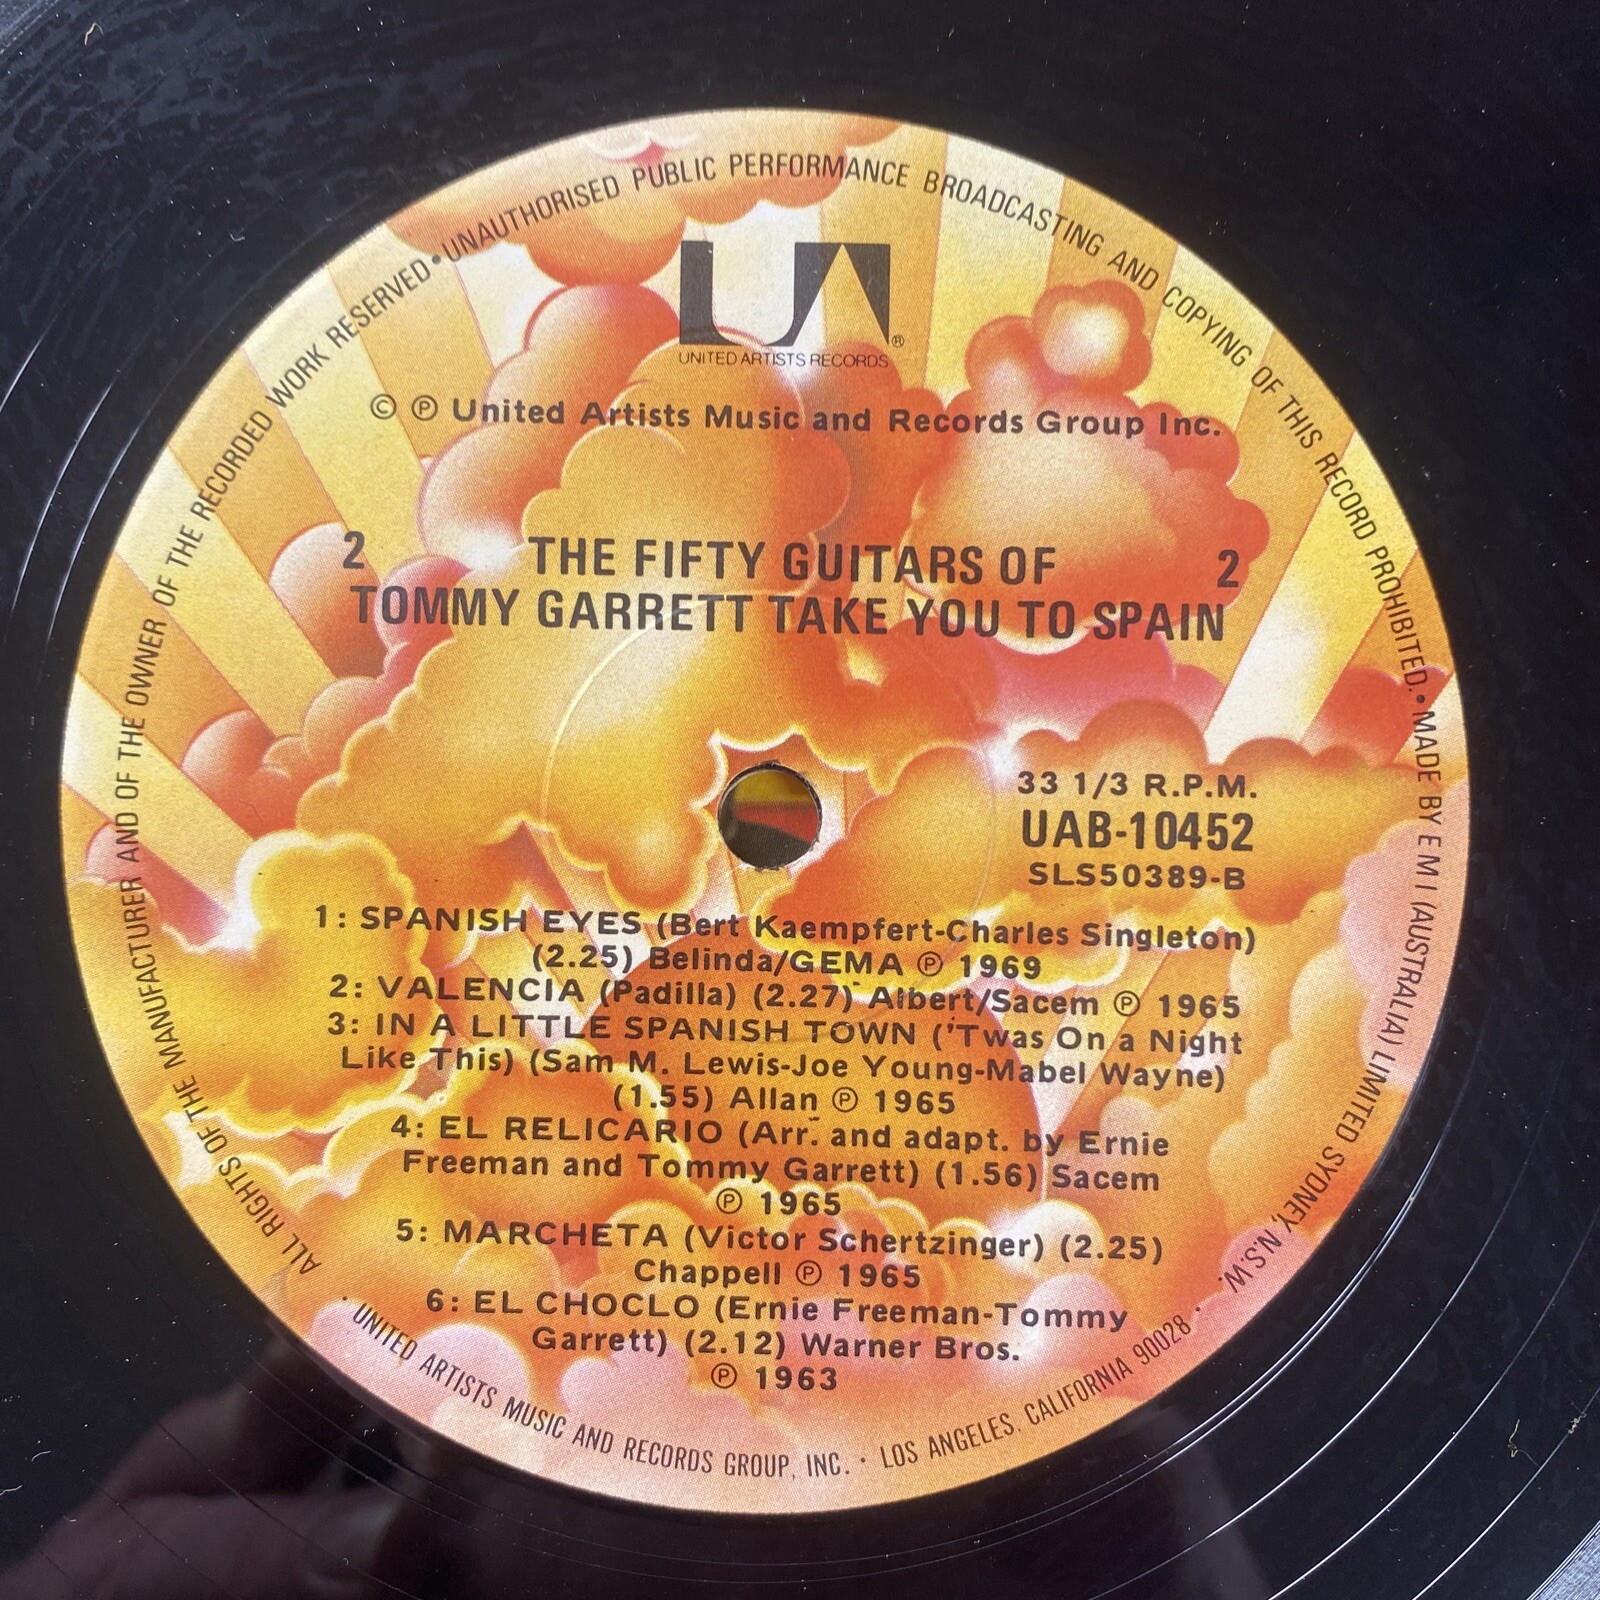 ALL RIGHTS OF THE MANUFACTURER AND OF THE OWNER OF THE RECORDED WORK RESERVED • UNAUTHORISED PUBLIC PERFORMANCE BROADCASTING AND COPYING OF THIS RECORD PROHIBITED. • MADE BY E M I (AUSTRALIA) LIMITED SYDNEY, N.S.W.
UA
®
UNITED ARTISTS RECORDS
© ℗ United Artists Music and Records Group Inc.
2 THE FIFTY GUITARS OF 2
TOMMY GARRETT TAKE YOU TO SPAIN
33 1/3 R.P.M.
UAB-10452
SLS50389-B
1: SPANISH EYES (Bert Kaempfert-Charles Singleton)
(2.25) Belinda/GEMA ℗ 1969
2: VALENCIA (Padilla) (2.27) Albert/Sacem ℗ 1965
3: IN A LITTLE SPANISH TOWN ('Twas On a Night
Like This) (Sam M. Lewis-Joe Young-Mabel Wayne)
(1.55) Allan ℗ 1965
4: EL RELICARIO (Arr. and adapt. by Ernie
Freeman and Tommy Garrett) (1.56) Sacem
℗ 1965
5: MARCHETA (Victor Schertzinger) (2.25)
Chappell ℗ 1965
6: EL CHOCLO (Ernie Freeman-Tommy
Garrett) (2.12) Warner Bros.
℗ 1963
• UNITED ARTISTS MUSIC AND RECORDS GROUP, INC. • LOS ANGELES, CALIFORNIA 90028 •